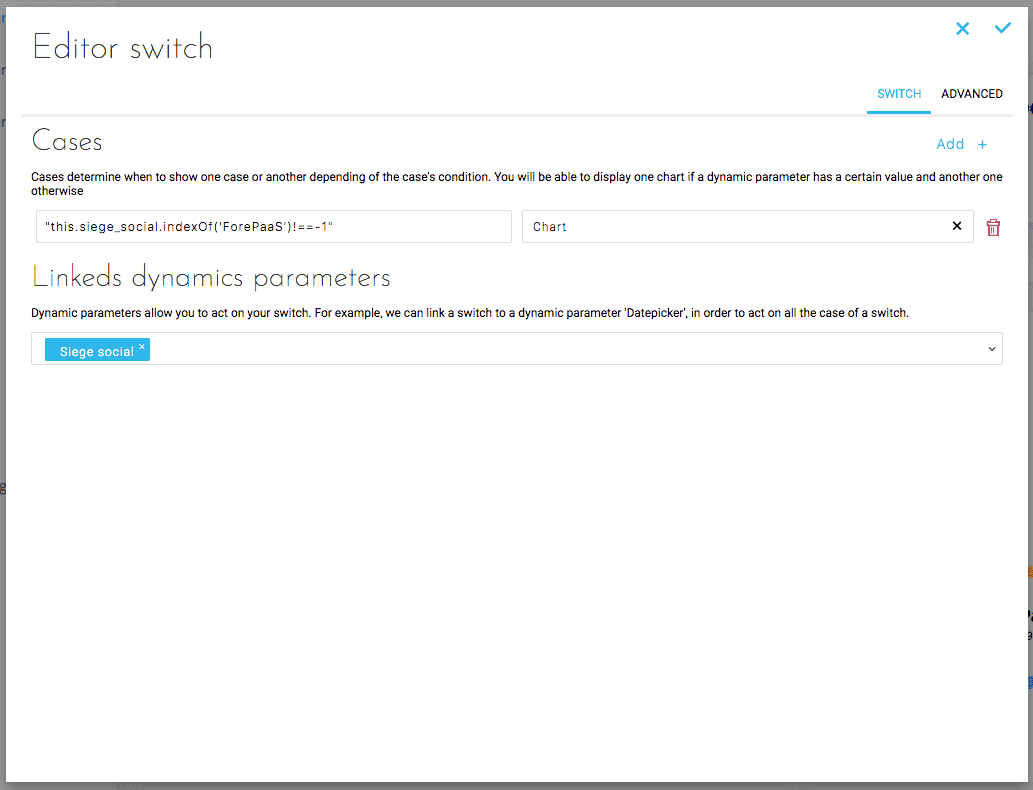 Editor switch
SWITCH ADVANCED
Cases
Add +
Cases determine when to show one case or another depending of the case's condition. You will be able to display one chart if a dynamic parameter has a certain value and another one
otherwise
"this.siege_social.indexOf('ForePaaS')!==-1" Chart
Linkeds dynamics parameters
Dynamic parameters allow you to act on your switch. For example, we can link a switch to a dynamic parameter 'Datepicker', in order to act on all the case of a switch.
Siege social ×